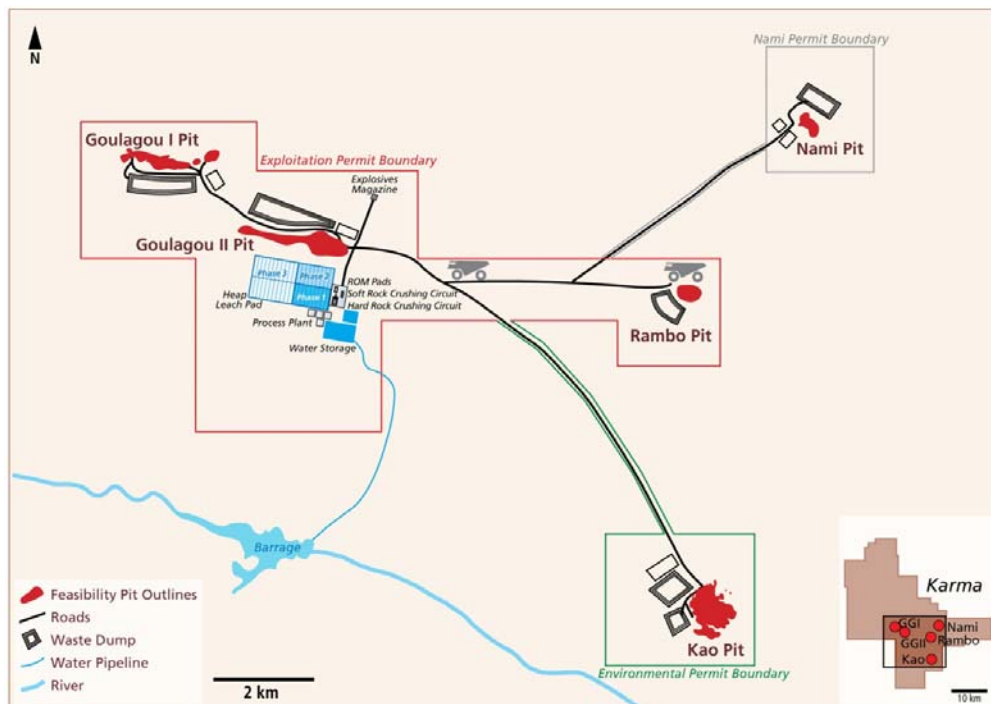 N
Nami Permit Boundary
Nami Pit
Goulagou I Pit
Exploitation Permit Boundary
Explosives
Magazine
Goulagou II Pit
Phase 3
Phase 2
Phase 1
Heap
Leach Pad
ROM Pads
Soft Rock Crushing Circuit
Hard Rock Crushing Circuit
Process Plant
Water Storage
Rambo Pit
Barrage
Kao Pit
Environmental Permit Boundary
Feasibility Pit Outlines
Roads
Waste Dump
Water Pipeline
River
2 km
Karma
GGI
Nami
GGII
Rambo
Kao
10 km